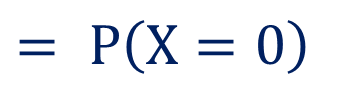 = P(X = 0)